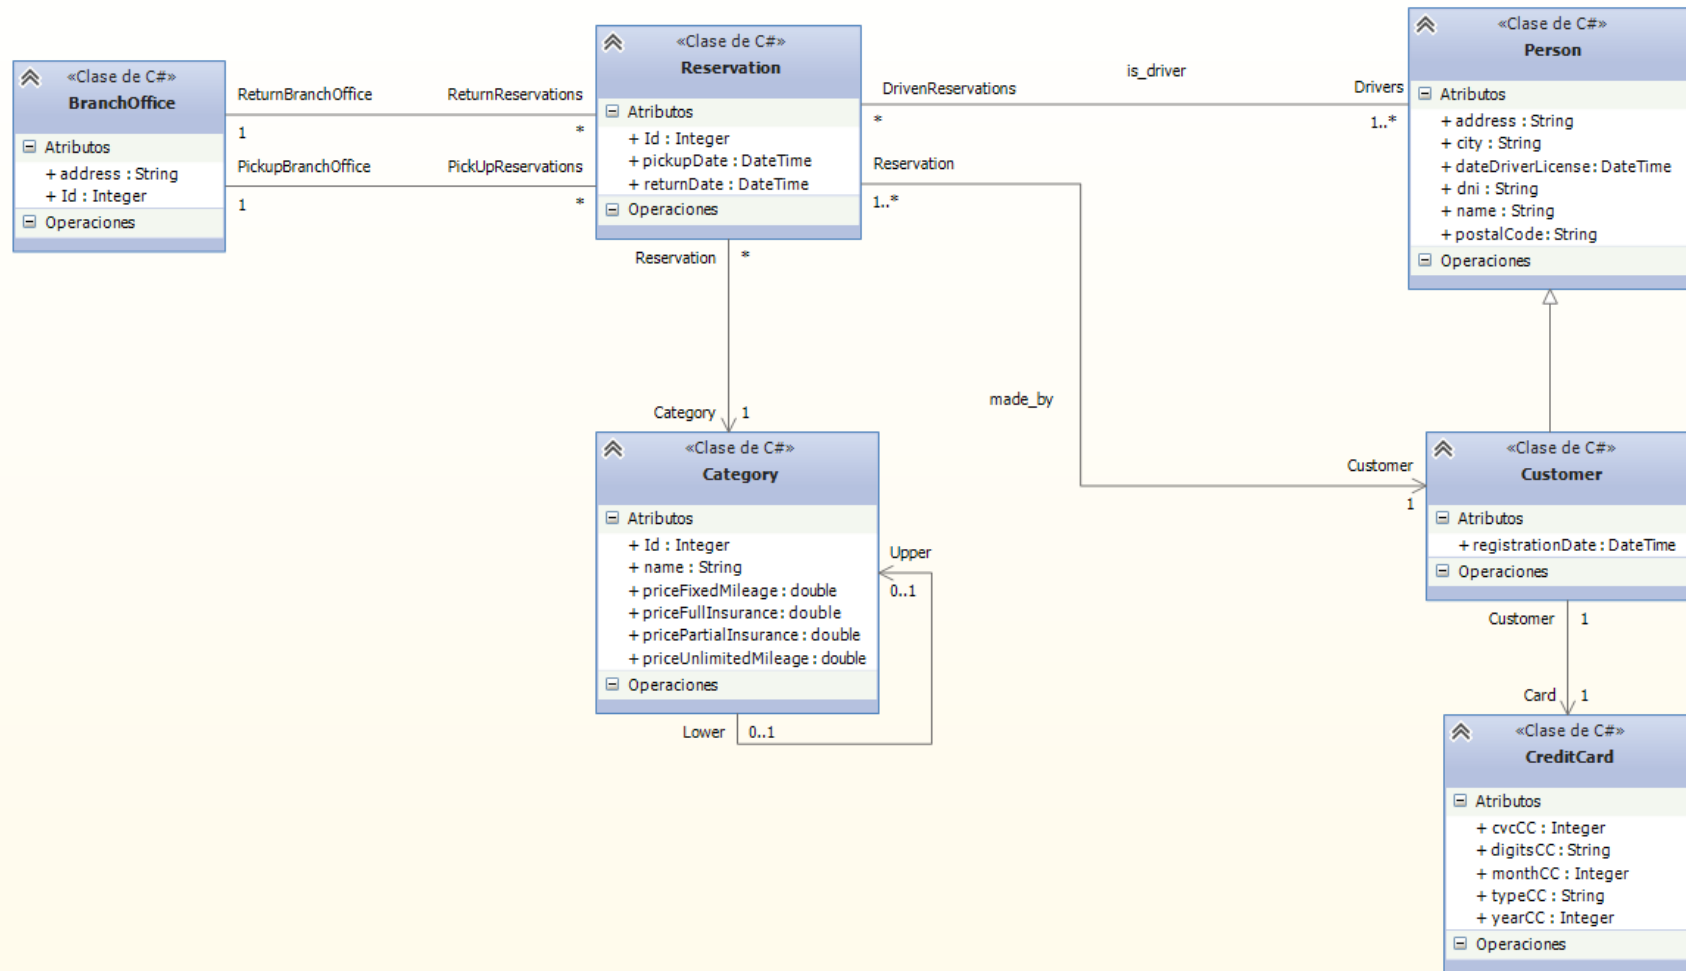 «Clase de C#»
BranchOffice
Atributos
+ address : String
+ Id : Integer
Operaciones
ReturnBranchOffice
ReturnReservations
1
*
PickupBranchOffice
PickUpReservations
1
*
«Clase de C#»
Reservation
Atributos
+ Id : Integer
+ pickupDate : DateTime
+ returnDate : DateTime
Operaciones
DrivenReservations
is_driver
Drivers
*
1..*
Reservation
1..*
made_by
Customer
1
«Clase de C#»
Person
Atributos
+ address : String
+ city : String
+ dateDriverLicense : DateTime
+ dni : String
+ name : String
+ postalCode : String
Operaciones
Reservation
*
Category
1
«Clase de C#»
Category
Atributos
+ Id : Integer
+ name : String
+ priceFixedMileage : double
+ priceFullInsurance : double
+ pricePartialInsurance : double
+ priceUnlimitedMileage : double
Operaciones
Upper
0..1
Lower
0..1
«Clase de C#»
Customer
Atributos
+ registrationDate : DateTime
Operaciones
Customer
1
Card
1
«Clase de C#»
CreditCard
Atributos
+ cvcCC : Integer
+ digitsCC : String
+ monthCC : Integer
+ typeCC : String
+ yearCC : Integer
Operaciones